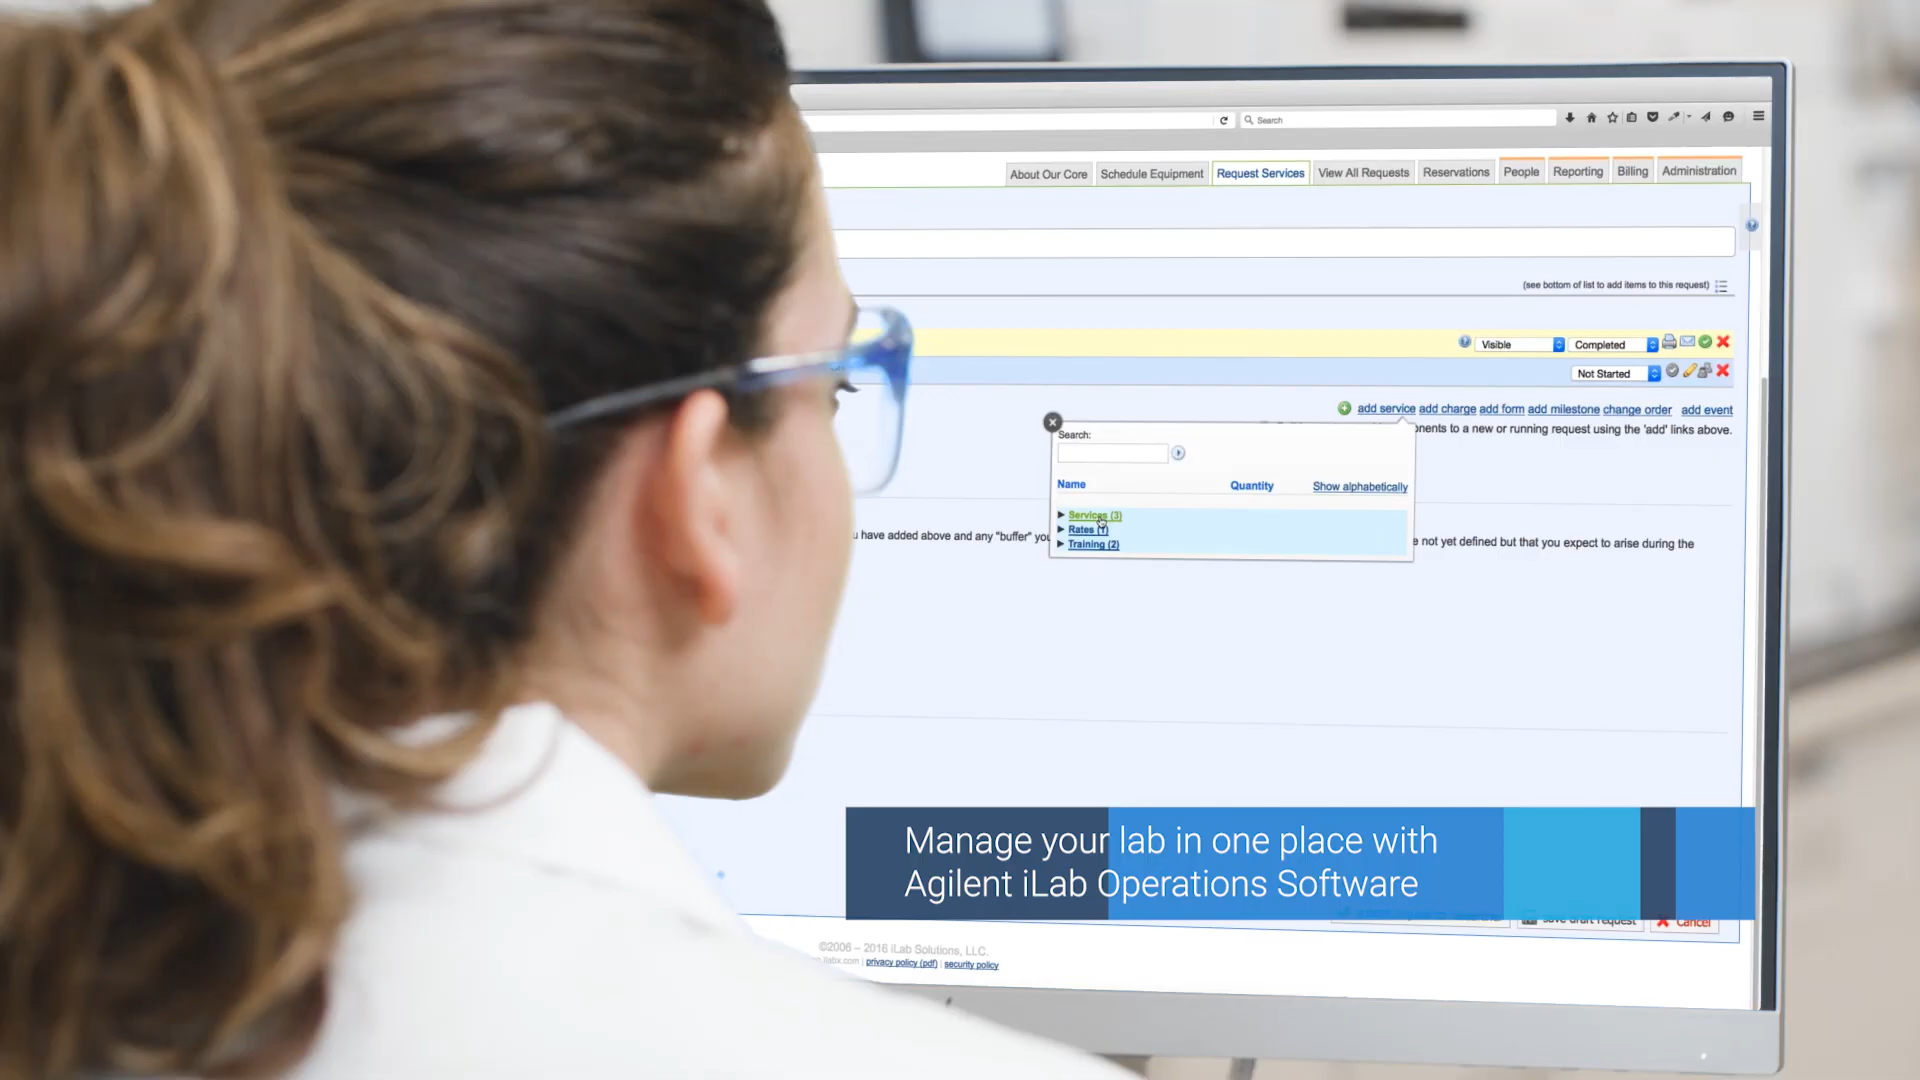 Search
About Our Core Schedule Equipment Request Services View All Requests Reservations People Reporting Billing Administration
(see bottom of list to add items to this request)
Visible Completed
Not Started
add service add charge add form add milestone change order add event
to a new or running request using the 'add' links above.
Search:
Name Quantity Show alphabetically
Services (3)
Rates (1)
Training (2)
have added above and any "buffer"
not yet defined but that you expect to arise during the
Manage your lab in one place with
Agilent iLab Operations Software
save draft request Cancel
©2006 – 2016 iLab Solutions, LLC.
privacy policy (pdf) | security policy